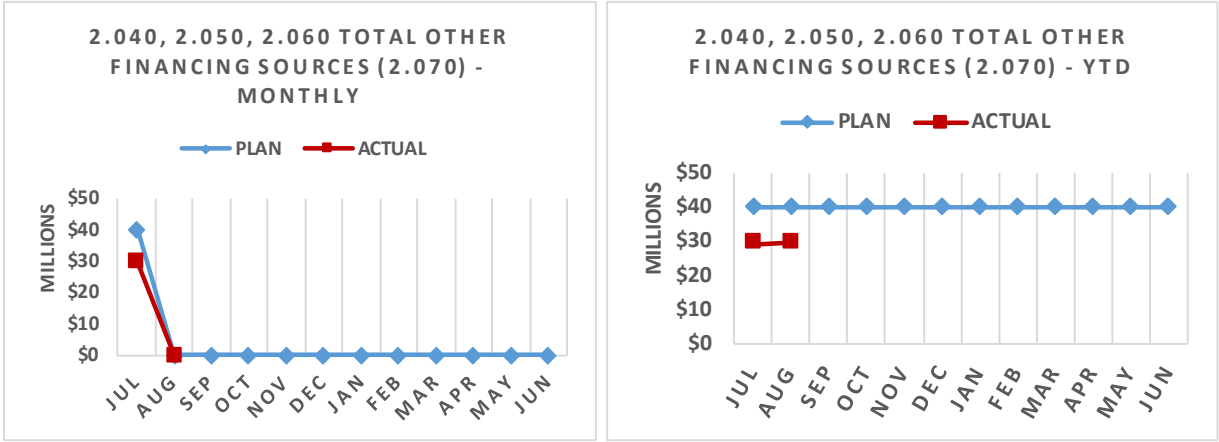 2.040, 2.050, 2.060 TOTAL OTHER
FINANCING SOURCES (2.070) -
MONTHLY
PLAN ACTUAL
MILLIONS
$50
$40
$30
$20
$10
$0
JUL AUG SEP OCT NOV DEC JAN FEB MAR APR MAY JUN
2.040, 2.050, 2.060 TOTAL OTHER
FINANCING SOURCES (2.070) - YTD
PLAN ACTUAL
MILLIONS
$50
$40
$30
$20
$10
$0
JUL AUG SEP OCT NOV DEC JAN FEB MAR APR MAY JUN